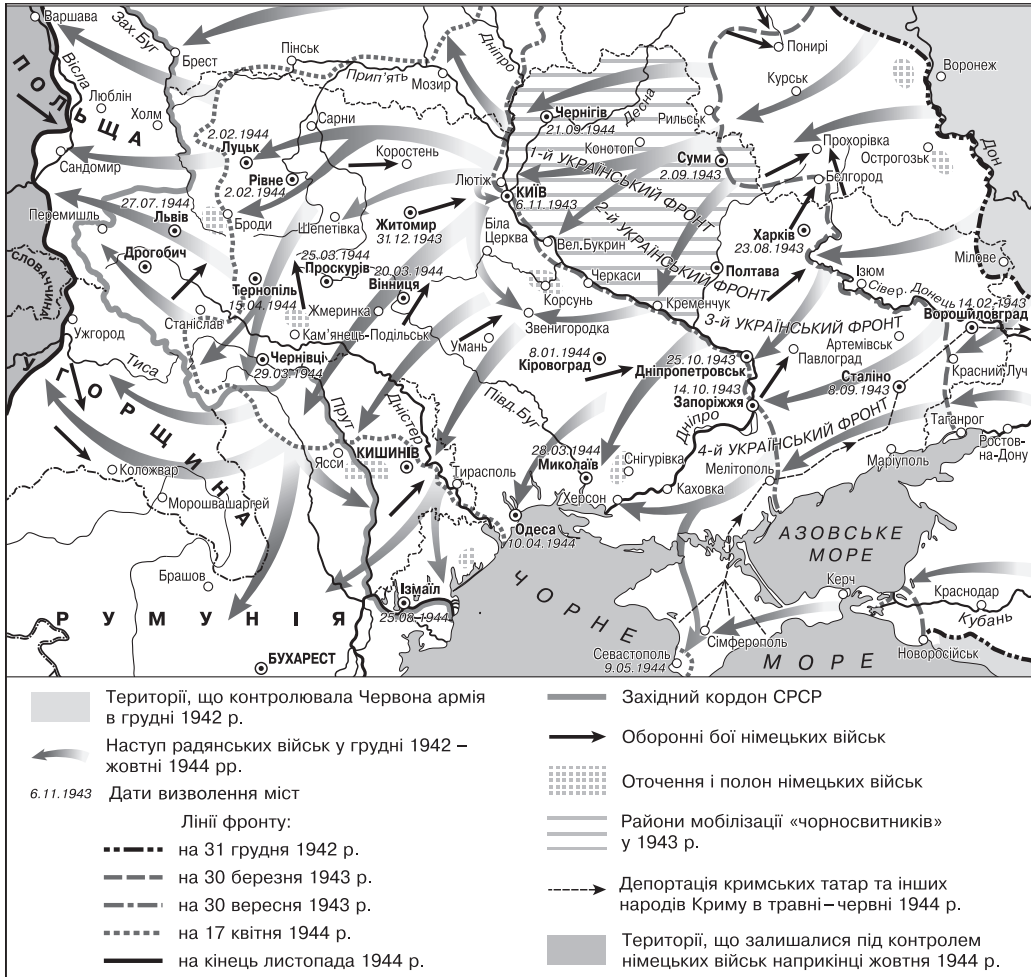 Варшава
Зах.Буг
Вісла
Брест
ПОЛЬЩА
Люблін
Холм
Сандомир
Пінськ
Прип'ять
Мозир
Дніпро
Сарни
2.02.1944
Луцьк
Рівне
2.02.1944
Коростень
Чернігів
21.09.1944
Десна
Конотоп
Рильськ
Курськ
Понирі
Воронеж
Прохорівка
Острогозьк
Дон
Бєлгород
Суми
2.09.1943
1-й УКРАЇНСЬКИЙ ФРОНТ
2-й УКРАЇНСЬКИЙ ФРОНТ
Лютіж
КИЇВ
6.11.1943
Перемишль
27.07.1944
Львів
Дрогобич
Броди
Шепетівка
Житомир
31.12.1943
Біла
Церква
Вел.Букрин
Черкаси
Харків
23.08.1943
Полтава
Ізюм
Сівер. Донець
Мілове
СЛОВАЧЧИНА
Ужгород
Тернопіль
15.04.1944
25.03.1944
Проскурів
20.03.1944
Вінниця
Жмеринка
Кам'янець-Подільськ
Станіслав
Корсунь
Звенигородка
Умань
Кременчук
3-й УКРАЇНСЬКИЙ ФРОНТ
14.02.1943
Ворошиловград
Артемівськ
Павлоград
Красний Луч
УГОРЩИНА
Тиса
Чернівці
29.03.1944
Прут
Дністер
Півд.Буг
8.01.1944
Кіровоград
25.10.1943
Дніпропетровськ
14.10.1943
Запоріжжя
Дніпро
Сталіно
8.09.1943
4-й УКРАЇНСЬКИЙ ФРОНТ
Таганрог
Ростов-
на-Дону
Маріуполь
Мелітополь
Коложвар
Морошвашаргей
Ясси
КИШИНІВ
Тирасполь
28.03.1944
Миколаїв
Снігурівка
Херсон
Каховка
Одеса
10.04.1944
АЗОВСЬКЕ
МОРЕ
Брашов
РУМУНІЯ
БУХАРЕСТ
Ізмаїл
25.08.1944
ЧОРНЕ
МОРЕ
Керч
Краснодар
Кубань
Новоросійськ
Сімферополь
Севастополь
9.05.1944
Території, що контролювала Червона армія
в грудні 1942 р.
Наступ радянських військ у грудні 1942 –
жовтні 1944 рр.
6.11.1943 Дати визволення міст
Лінії фронту:
на 31 грудня 1942 р.
на 30 березня 1943 р.
на 30 вересня 1943 р.
на 17 квітня 1944 р.
на кінець листопада 1944 р.
Західний кордон СРСР
Оборонні бої німецьких військ
Оточення і полон німецьких військ
Райони мобілізації «чорносвитників»
у 1943 р.
Депортація кримських татар та інших
народів Криму в травні–червні 1944 р.
Території, що залишалися під контролем
німецьких військ наприкінці жовтня 1944 р.